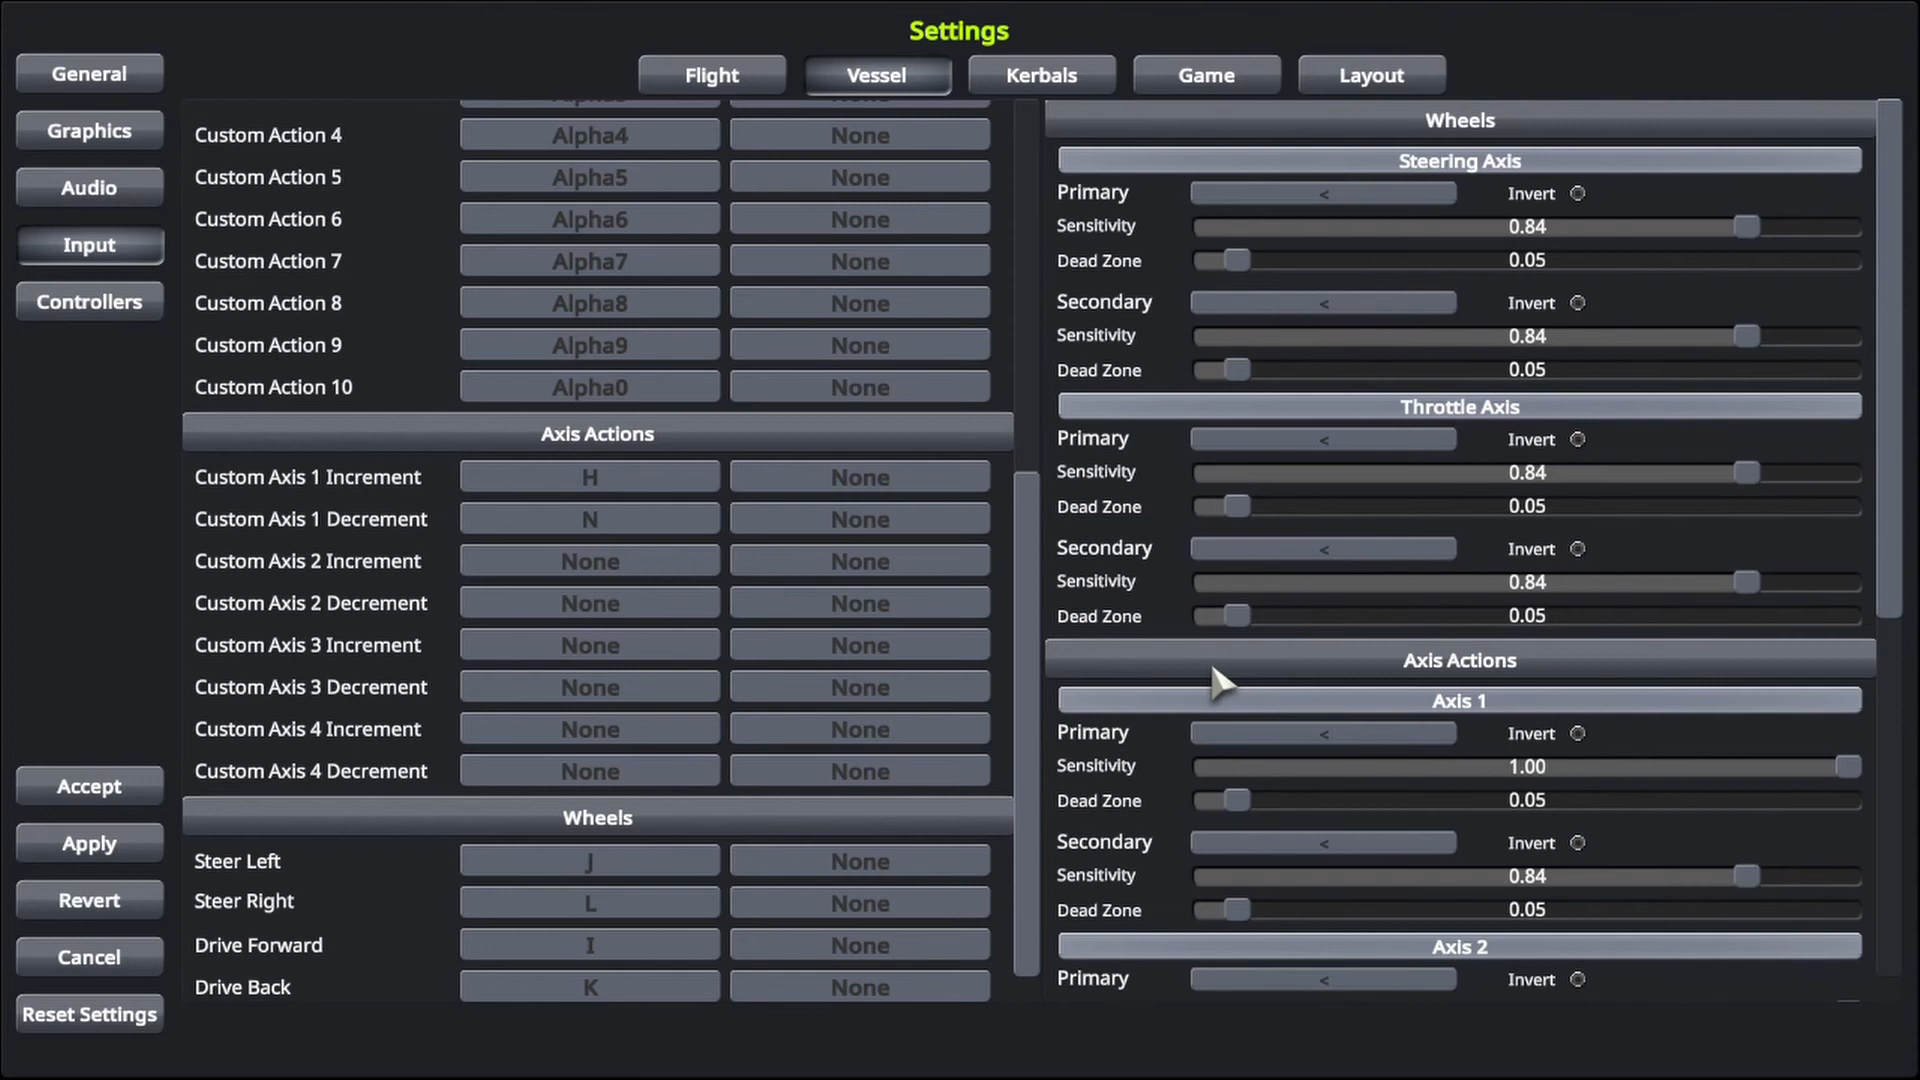 Settings
General
Graphics
Audio
Input
Controllers
Accept
Apply
Revert
Cancel
Reset Settings
Flight Vessel Kerbals Game Layout
Custom Action 4 Alpha4 None
Custom Action 5 Alpha5 None
Custom Action 6 Alpha6 None
Custom Action 7 Alpha7 None
Custom Action 8 Alpha8 None
Custom Action 9 Alpha9 None
Custom Action 10 Alpha0 None
Axis Actions
Custom Axis 1 Increment H None
Custom Axis 1 Decrement N None
Custom Axis 2 Increment None None
Custom Axis 2 Decrement None None
Custom Axis 3 Increment None None
Custom Axis 3 Decrement None None
Custom Axis 4 Increment None None
Custom Axis 4 Decrement None None
Wheels
Steer Left J None
Steer Right L None
Drive Forward I None
Drive Back K None
Wheels
Steering Axis
Primary < Invert
Sensitivity 0.84
Dead Zone 0.05
Secondary < Invert
Sensitivity 0.84
Dead Zone 0.05
Throttle Axis
Primary < Invert
Sensitivity 0.84
Dead Zone 0.05
Secondary < Invert
Sensitivity 0.84
Dead Zone 0.05
Axis Actions
Axis 1
Primary < Invert
Sensitivity 1.00
Dead Zone 0.05
Secondary < Invert
Sensitivity 0.84
Dead Zone 0.05
Axis 2
Primary < Invert